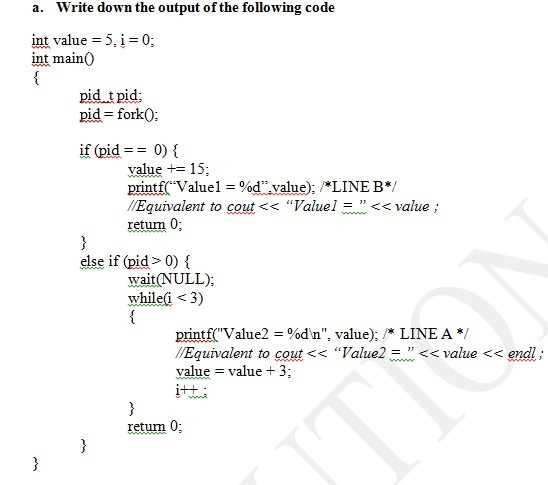 a. Write down the output of the following code
int value = 5, i = 0;
int main()
{
pid_t pid;
pid = fork();
if (pid == 0) {
value += 15;
printf(“Value1 = %d”,value); /*LINE B*/
//Equivalent to cout << “Value1 = ” << value ;
return 0;
}
else if (pid > 0) {
wait(NULL);
while(i < 3)
{
printf("Value2 = %d\n", value); /* LINE A */
//Equivalent to cout << “Value2 = ” << value << endl ;
value = value + 3;
i++ ;
}
return 0;
}
}
UTION